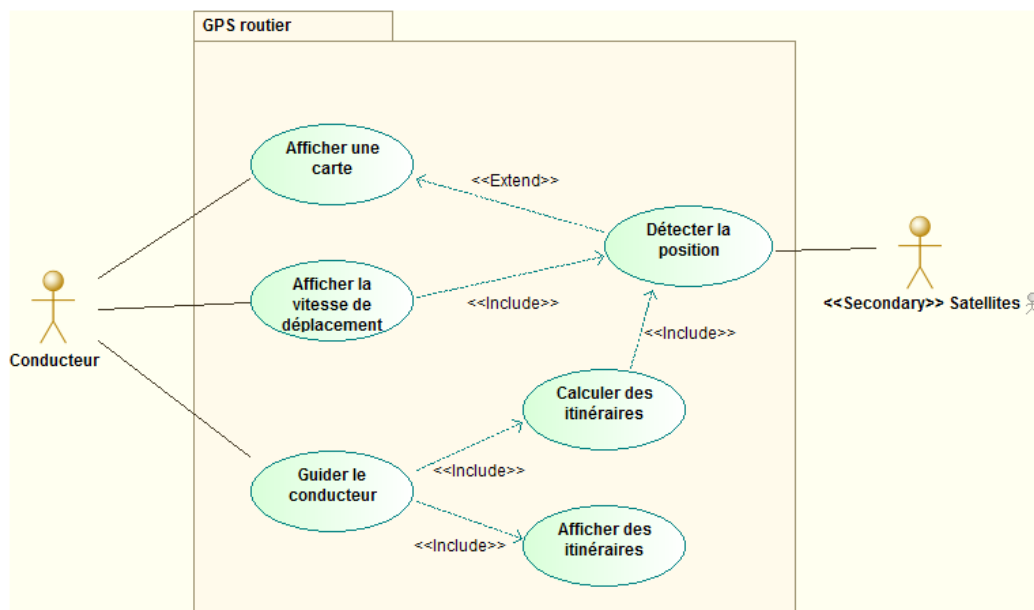 GPS routier
Afficher une
carte
<<Extend>>
Détecter la
position
Afficher la
vitesse de
déplacement
<<Include>>
<<Secondary>> Satellites
<<Include>>
Conducteur
Calculer des
itinéraires
Guider le
conducteur
<<Include>>
Afficher des
itinéraires
<<Include>>